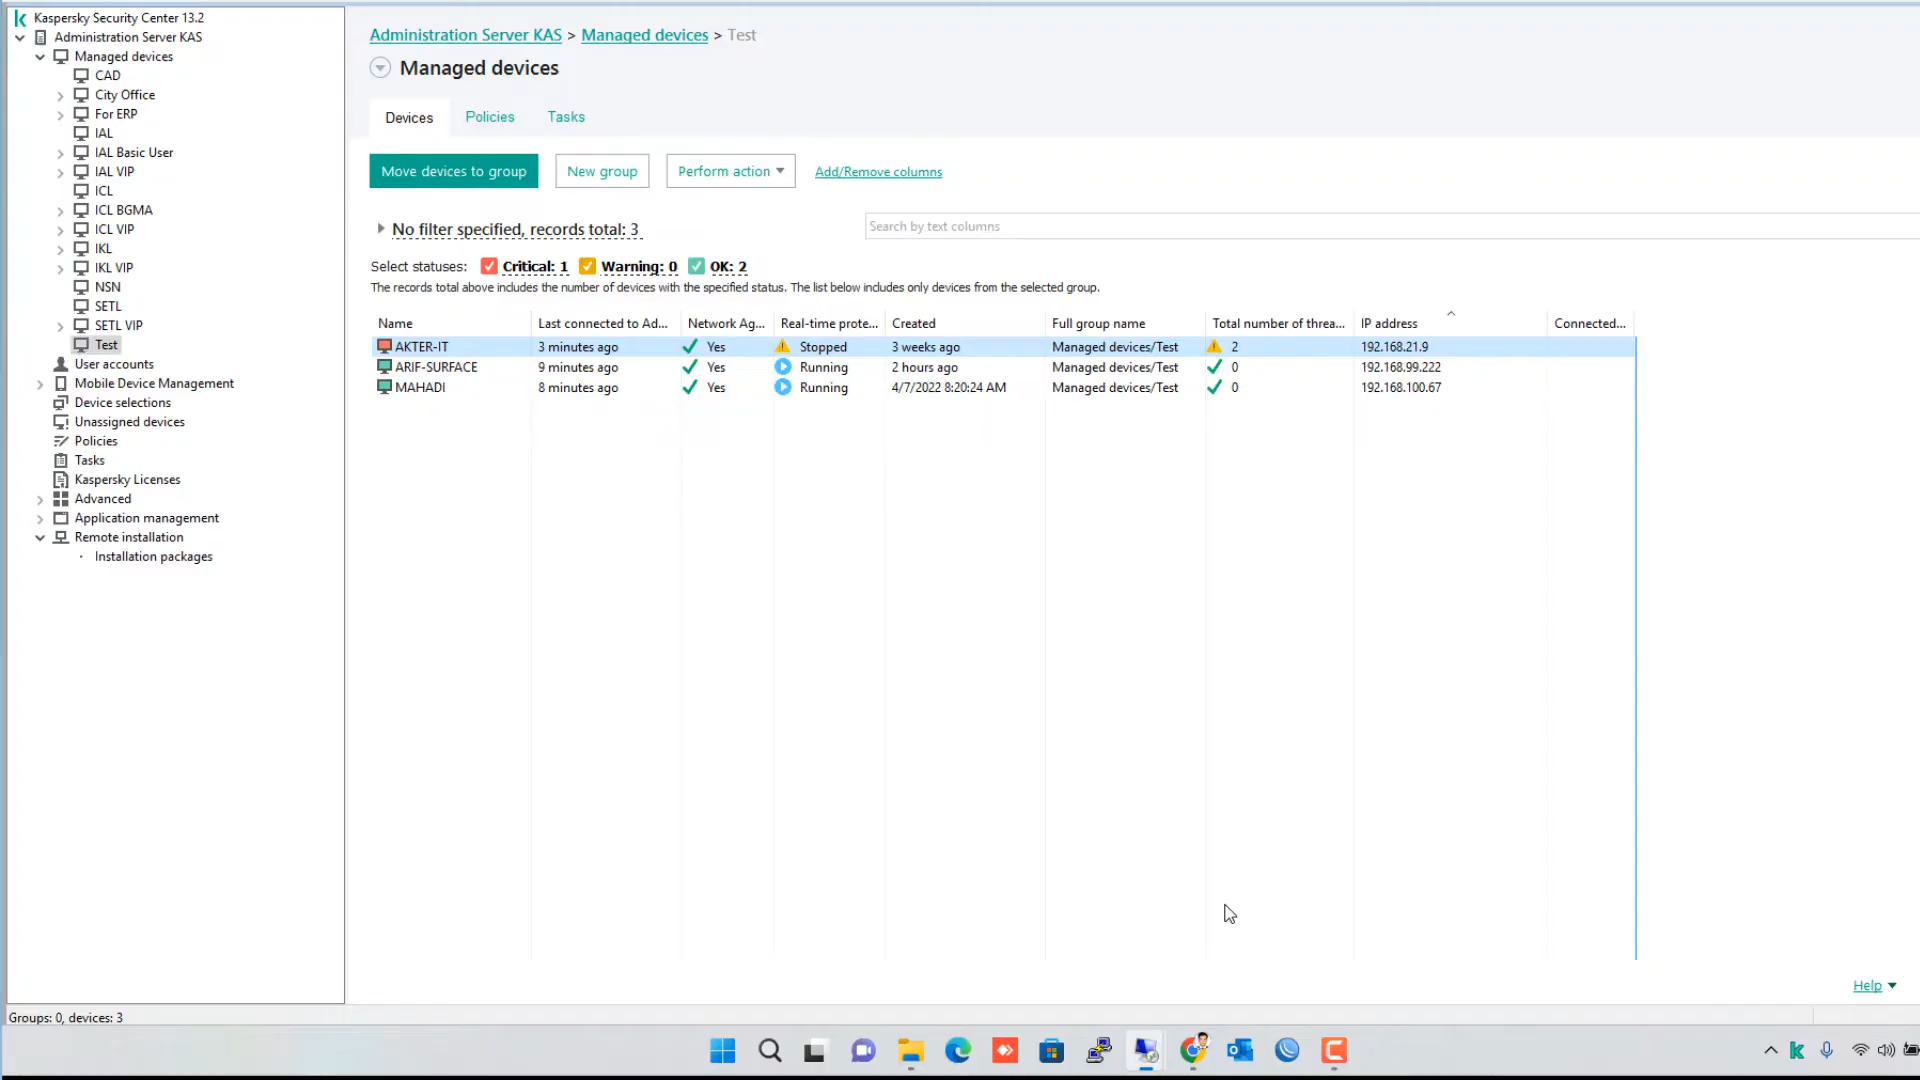 Kaspersky Security Center 13.2
Administration Server KAS
Managed devices
CAD
City Office
For ERP
IAL
IAL Basic User
IAL VIP
ICL
ICL BGMA
ICL VIP
IKL
IKL VIP
NSN
SETL
SETL VIP
Test
User accounts
Mobile Device Management
Device selections
Unassigned devices
Policies
Tasks
Kaspersky Licenses
Advanced
Application management
Remote installation
Installation packages
Administration Server KAS > Managed devices > Test
Managed devices
Devices Policies Tasks
Move devices to group New group Perform action Add/Remove columns
No filter specified, records total: 3 Search by text columns
Select statuses: Critical: 1 Warning: 0 OK: 2
The records total above includes the number of devices with the specified status. The list below includes only devices from the selected group.
Name Last connected to Ad... Network Ag... Real-time prote... Created Full group name Total number of threa... IP address Connected...
AKTER-IT 3 minutes ago Yes Stopped 3 weeks ago Managed devices/Test 2 192.168.21.9
ARIF-SURFACE 9 minutes ago Yes Running 2 hours ago Managed devices/Test 0 192.168.99.222
MAHADI 8 minutes ago Yes Running 4/7/2022 8:20:24 AM Managed devices/Test 0 192.168.100.67
Help
Groups: 0, devices: 3